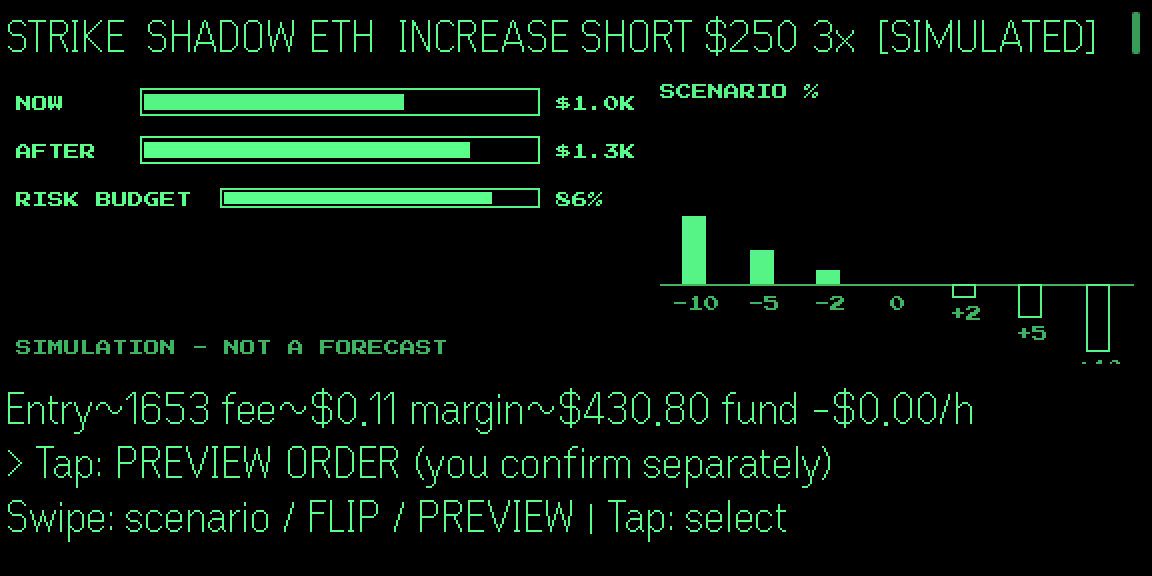 STRIKE SHADOW ETH INCREASE SHORT $250 3x [SIMULATED]
NOW $1.0K
AFTER $1.3K
RISK BUDGET 86%
SCENARIO %
-10 -5 -2 0 +2 +5
SIMULATION - NOT A FORECAST
Entry~1653 fee~$0.11 margin~$430.80 fund -$0.00/h
> Tap: PREVIEW ORDER (you confirm separately)
Swipe: scenario / FLIP / PREVIEW | Tap: select